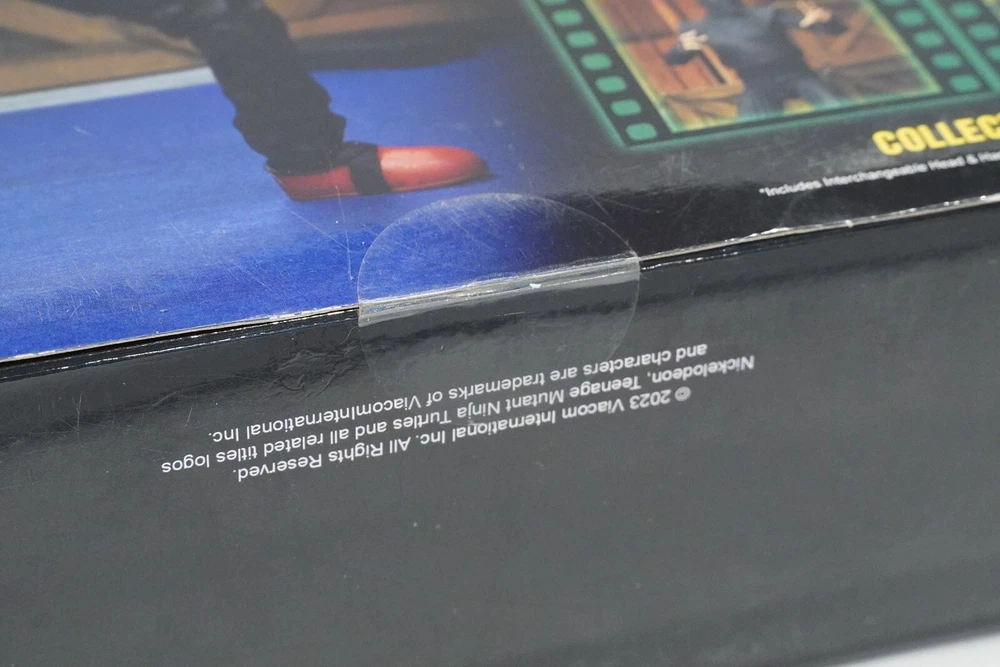 COLLEC
*Includes Interchangeable Head &
© 2023 Viacom International Inc. All Rights Reserved.
Nickelodeon, Teenage Mutant Ninja Turtles and all related titles logos
and characters are trademarks of ViacomInternational Inc.